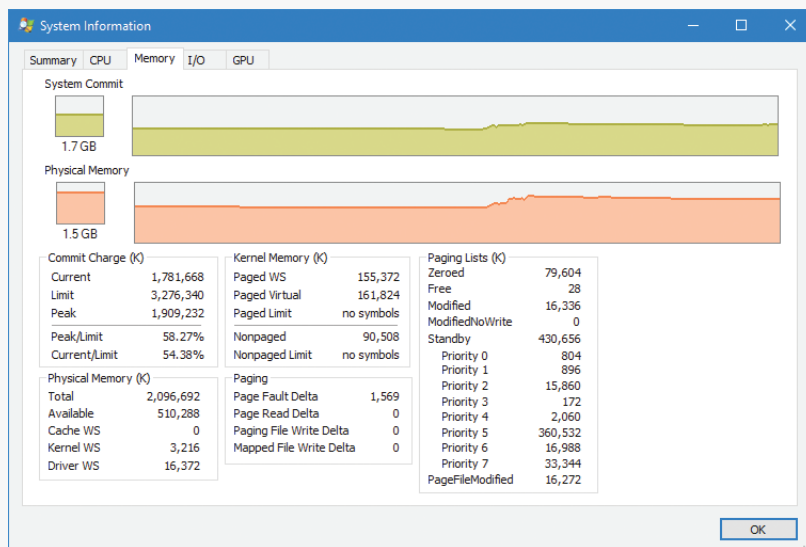 System Information
Summary CPU Memory I/O GPU
System Commit
1.7 GB
Physical Memory
1.5 GB
Commit Charge (K)
Current 1,781,668
Limit 3,276,340
Peak 1,909,232
Peak/Limit 58.27%
Current/Limit 54.38%
Kernel Memory (K)
Paged WS 155,372
Paged Virtual 161,824
Paged Limit no symbols
Nonpaged 90,508
Nonpaged Limit no symbols
Paging Lists (K)
Zeroed 79,604
Free 28
Modified 16,336
ModifiedNoWrite 0
Standby 430,656
Priority 0 804
Priority 1 896
Priority 2 15,860
Priority 3 172
Priority 4 2,060
Priority 5 360,532
Priority 6 16,988
Priority 7 33,344
PageFileModified 16,272
Physical Memory (K)
Total 2,096,692
Available 510,288
Cache WS 0
Kernel WS 3,216
Driver WS 16,372
Paging
Page Fault Delta 1,569
Page Read Delta 0
Paging File Write Delta 0
Mapped File Write Delta 0
OK